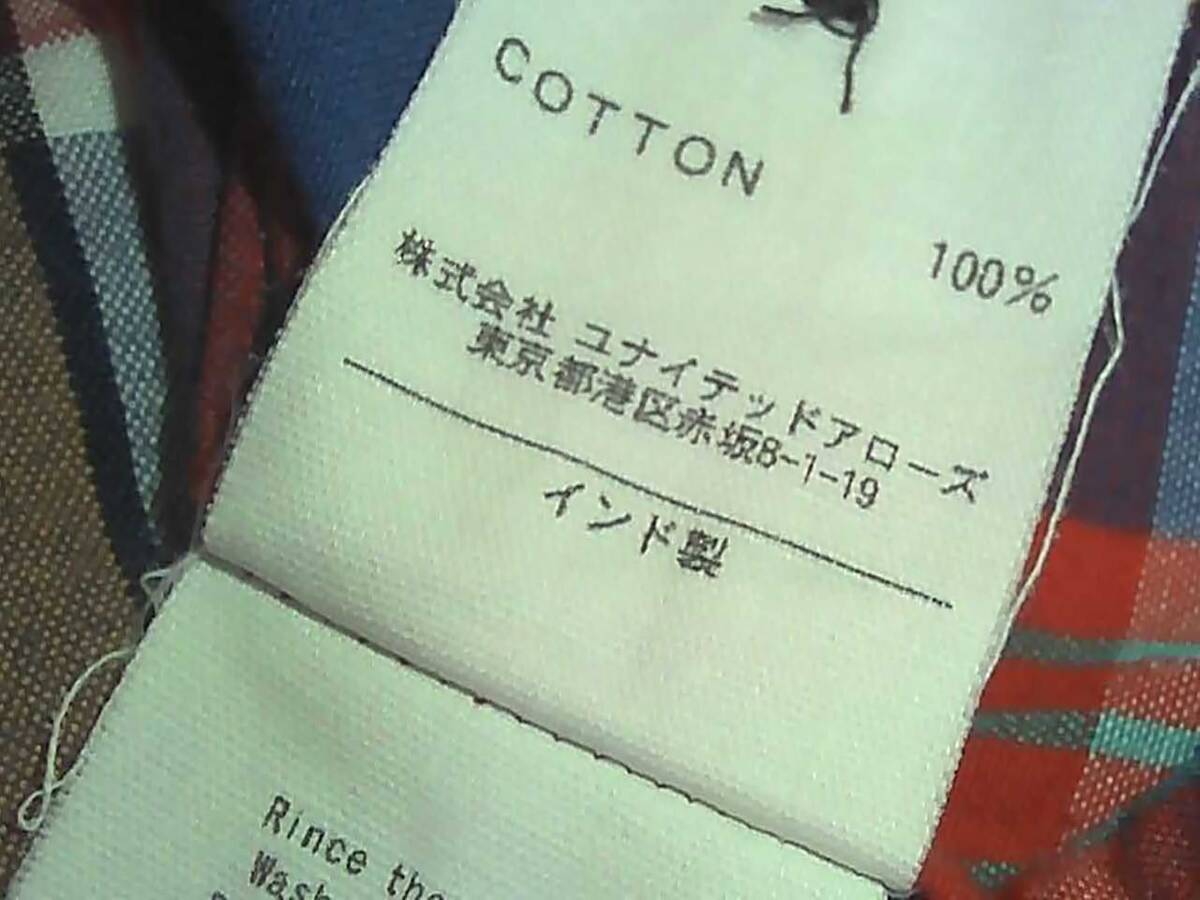 COTTON
100%
株式会社 ユナイテッドアローズ
東京都港区赤坂8-1-19
インド製
Rince the
Wash